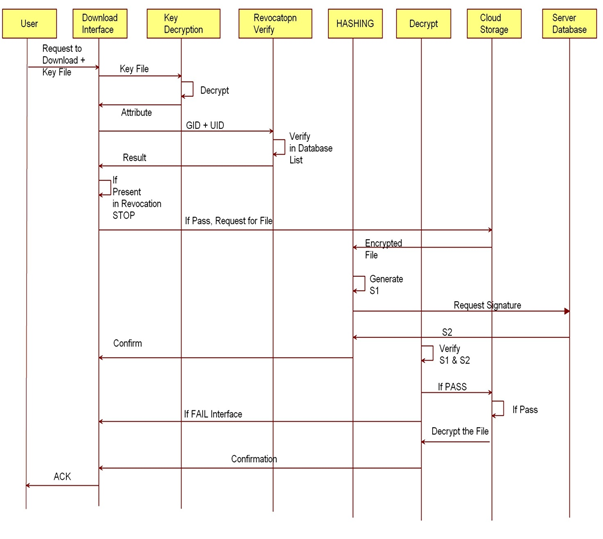 User
Download
Interface
Key
Decryption
Revocatopn
Verify
HASHING
Decrypt
Cloud
Storage
Server
Database
Request to
Download +
Key File
Key File
Decrypt
Attribute
GID + UID
Verify
in Database
List
Result
If
Present
in Revocation
STOP
If Pass, Request for File
Encrypted
File
Generate
S1
Request Signature
S2
Confirm
Verify
S1 & S2
If PASS
If Pass
If FAIL Interface
Decrypt the File
Confirmation
ACK